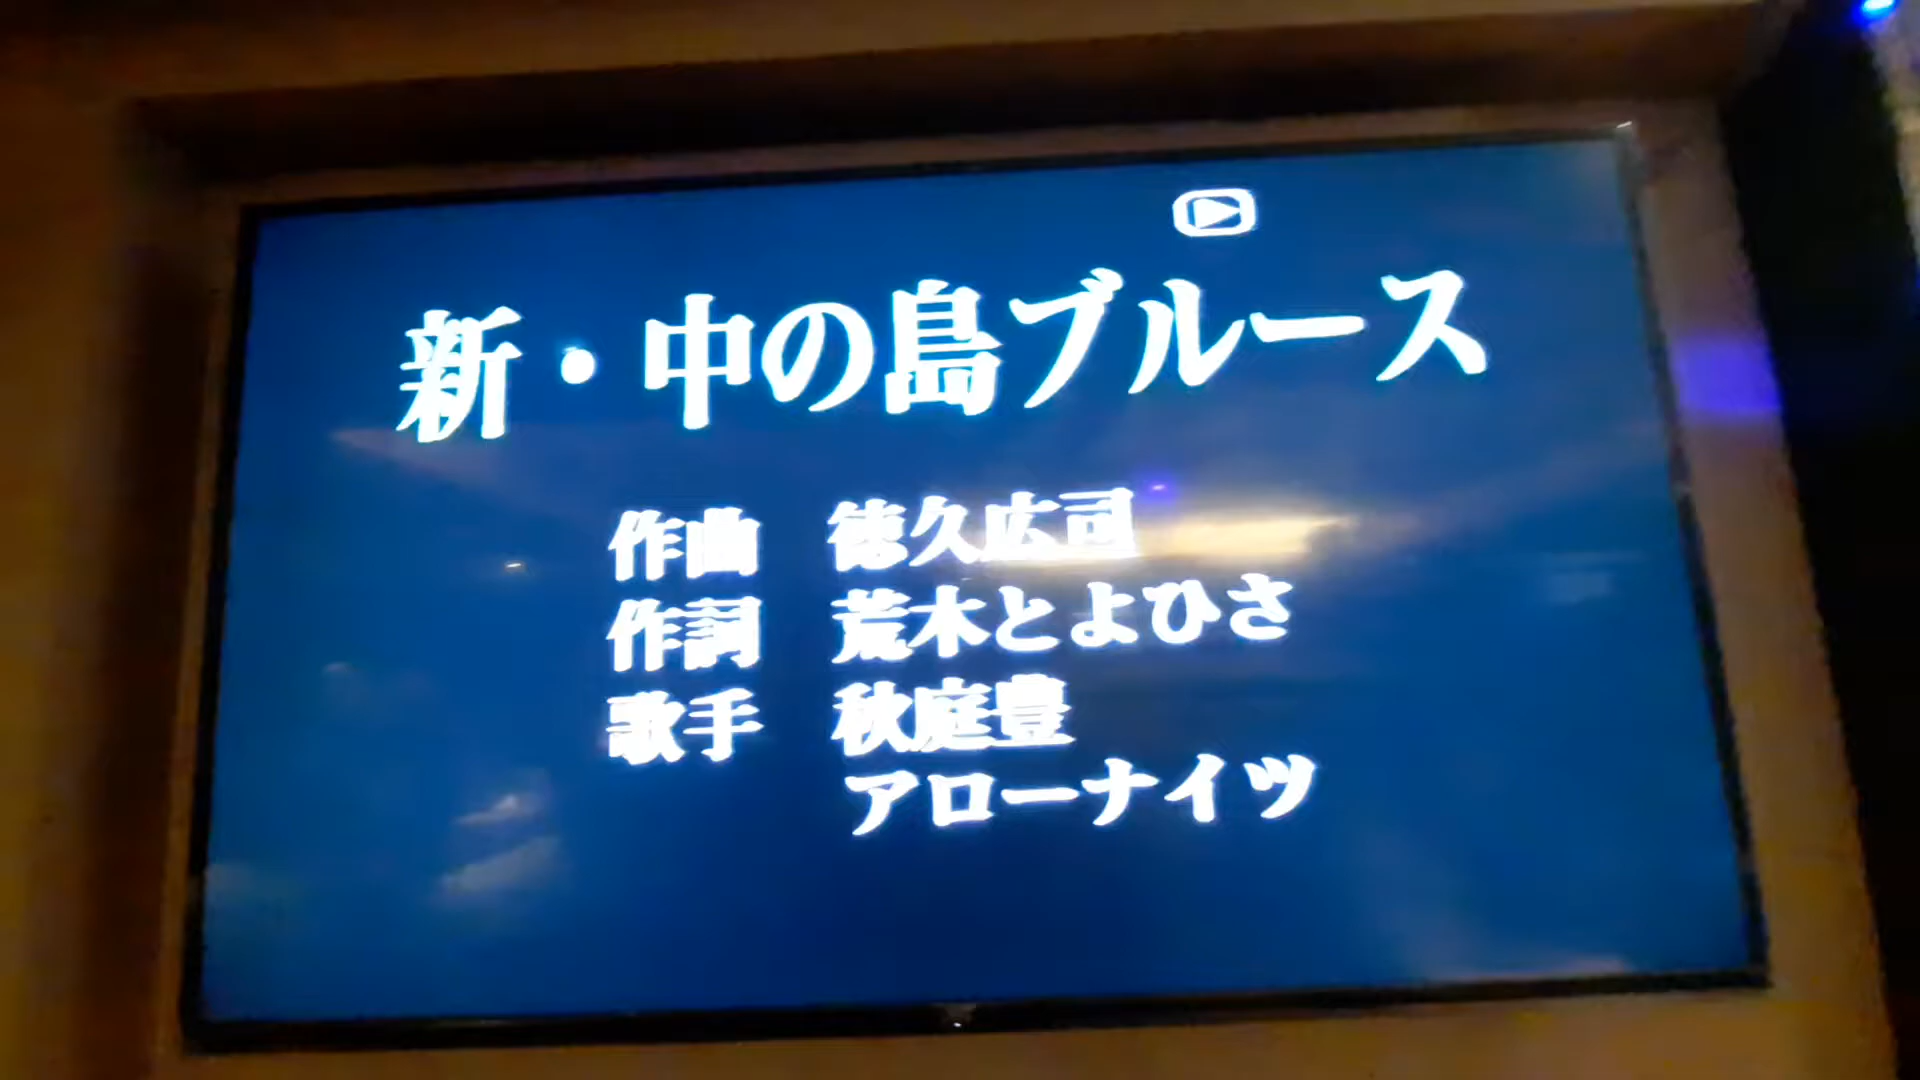 新・中の島ブルース
作曲 徳久広司
作詞 荒木とよひさ
歌手 秋庭豊
アローナイツ